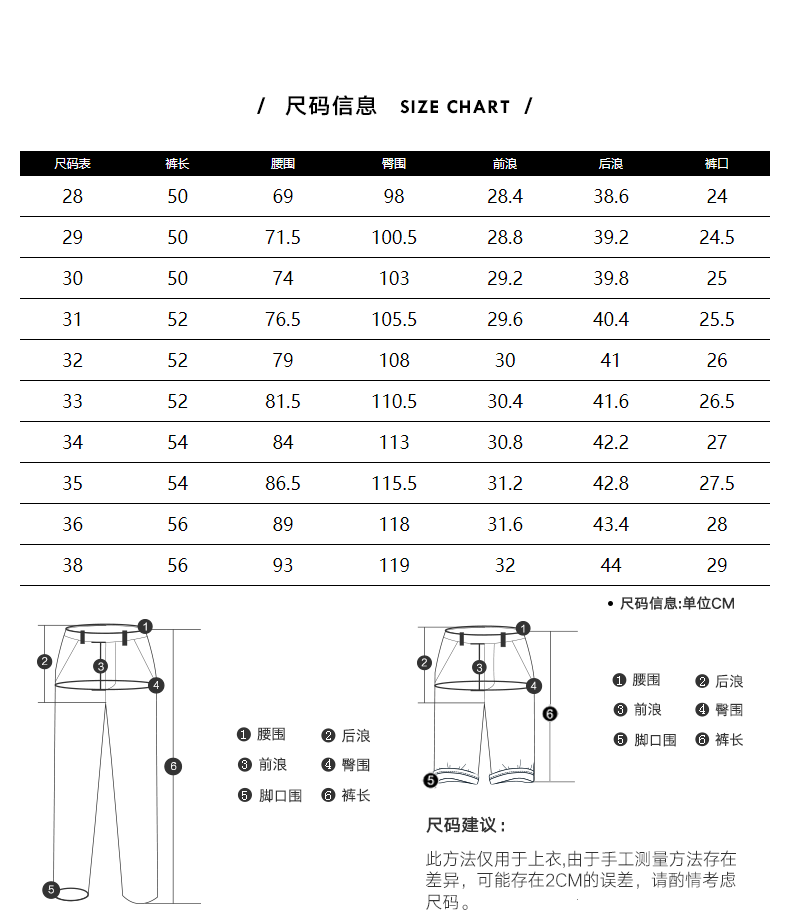 / 尺码信息 SIZE CHART /
尺码表 裤长 腰围 臀围 前浪 后浪 裤口
28 50 69 98 28.4 38.6 24
29 50 71.5 100.5 28.8 39.2 24.5
30 50 74 103 29.2 39.8 25
31 52 76.5 105.5 29.6 40.4 25.5
32 52 79 108 30 41 26
33 52 81.5 110.5 30.4 41.6 26.5
34 54 84 113 30.8 42.2 27
35 54 86.5 115.5 31.2 42.8 27.5
36 56 89 118 31.6 43.4 28
38 56 93 119 32 44 29
• 尺码信息:单位CM
1
2
3
4
6
5
1 腰围 2 后浪
3 前浪 4 臀围
5 脚口围 6 裤长
1
2
3
4
6
5
1 腰围 2 后浪
3 前浪 4 臀围
5 脚口围 6 裤长
尺码建议：
此方法仅用于上衣,由于手工测量方法存在
差异，可能存在2CM的误差，请酌情考虑
尺码。